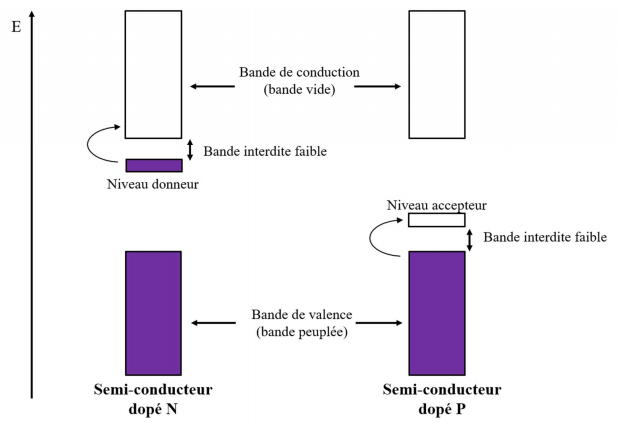 E
Bande de conduction
(bande vide)
Bande interdite faible
Niveau donneur
Niveau accepteur
Bande interdite faible
Bande de valence
(bande peuplée)
Semi-conducteur
dopé N
Semi-conducteur
dopé P